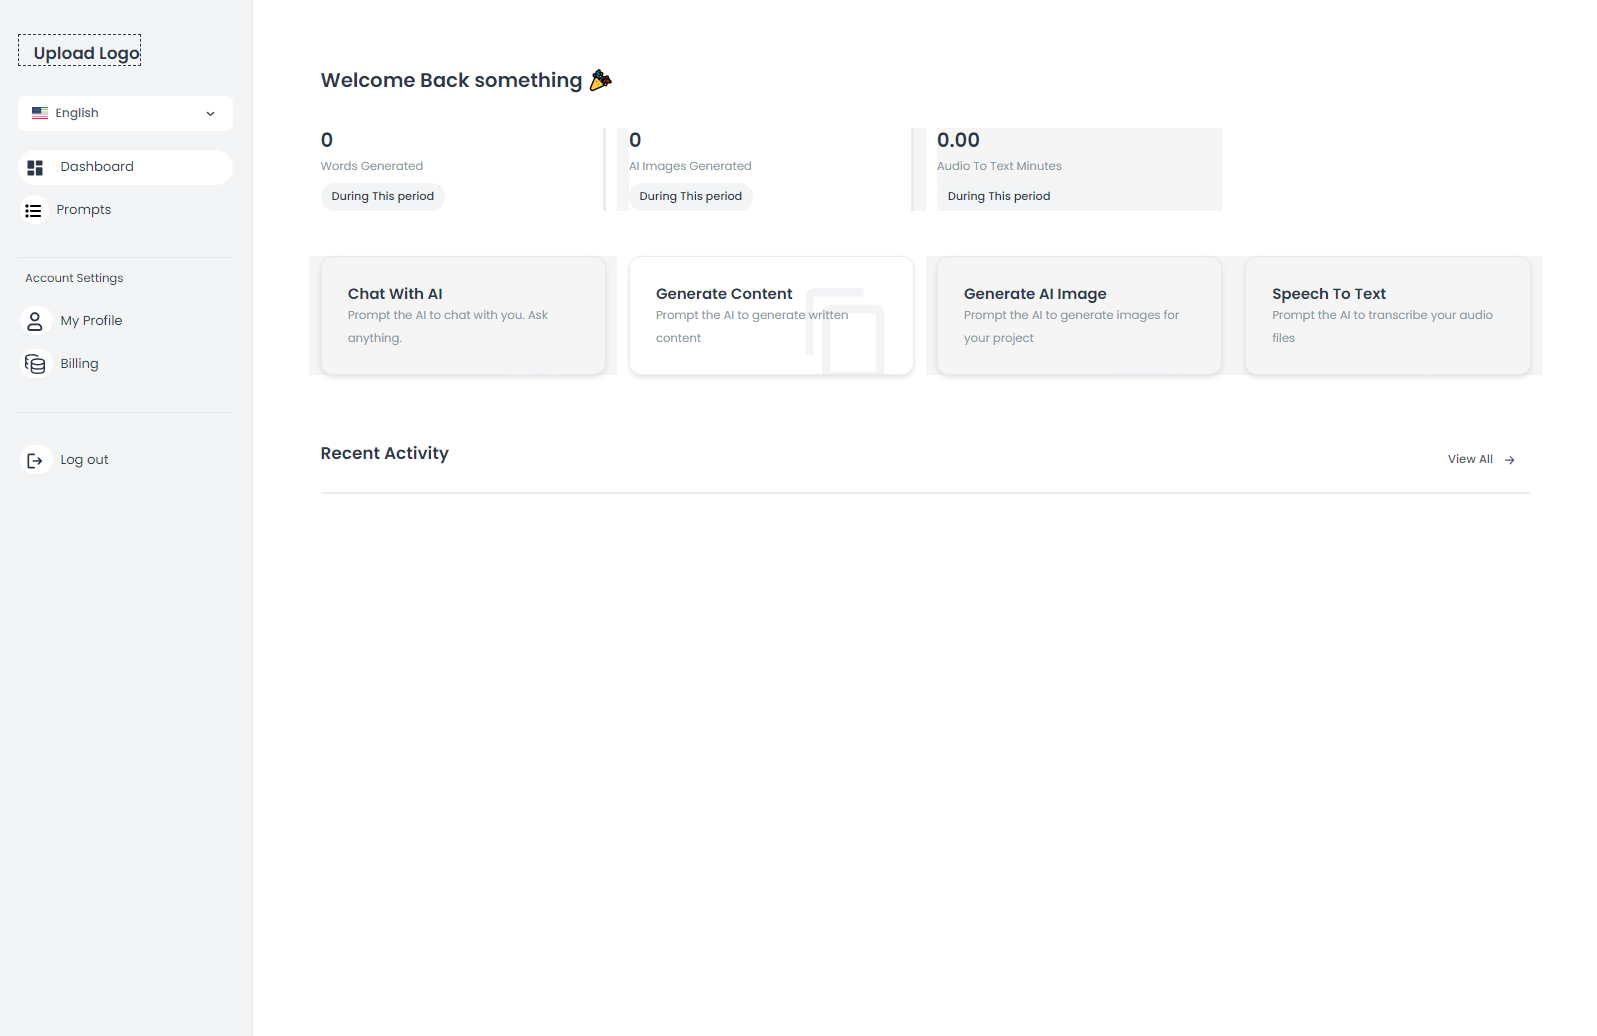 Upload Logo
English
Dashboard
Prompts
Account Settings
My Profile
Billing
Log out
Welcome Back something
0
Words Generated
During This period
0
AI Images Generated
During This period
0.00
Audio To Text Minutes
During This period
Chat With AI
Prompt the AI to chat with you. Ask
anything.
Generate Content
Prompt the AI to generate written
content
Generate AI Image
Prompt the AI to generate images for
your project
Speech To Text
Prompt the AI to transcribe your audio
files
Recent Activity
View All